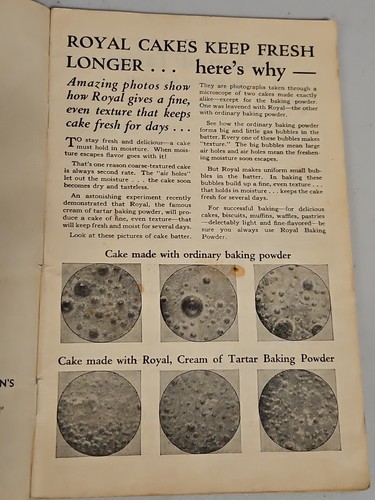 ROYAL CAKES KEEP FRESH
LONGER . . . here's why —
Amazing photos show
how Royal gives a fine,
even texture that keeps
cake fresh for days . . .
To stay fresh and delicious—a cake
must hold in moisture. When mois-
ture escapes flavor goes with it!
That's one reason coarse-textured cake
is always second rate. The "air holes"
let out the moisture . . . the cake soon
becomes dry and tasteless.
An astonishing experiment recently
demonstrated that Royal, the famous
cream of tartar baking powder, will pro-
duce a cake of fine, even texture—that
will keep fresh and moist for several days.
Look at these pictures of cake batter.
They are photographs taken through a
microscope of two cakes made exactly
alike—except for the baking powder.
One was leavened with Royal—the other
with ordinary baking powder.
See how the ordinary baking powder
forms big and little gas bubbles in the
batter. Every one of these bubbles makes
"texture." The big bubbles mean large
air holes and air holes mean the freshen-
ing moisture soon escapes.
But Royal makes uniform small bub-
bles in the batter. In baking these
bubbles build up a fine, even texture . . .
that holds in moisture . . . keeps the cake
fresh for several days.
For successful baking—for delicious
cakes, biscuits, muffins, waffles, pastries
—delectably light and fine-flavored—be
sure you always use Royal Baking
Powder.
Cake made with ordinary baking powder
Cake made with Royal, Cream of Tartar Baking Powder
N'S